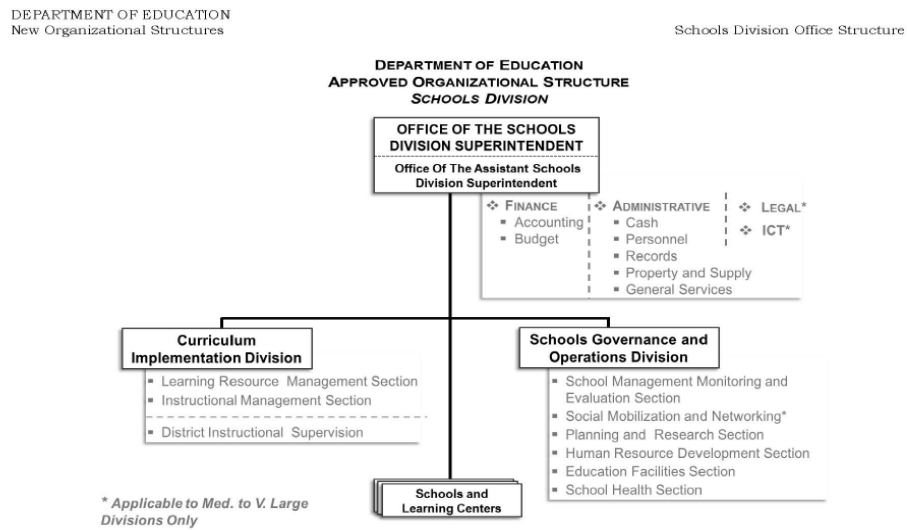 DEPARTMENT OF EDUCATION
New Organizational Structures
Schools Division Office Structure
DEPARTMENT OF EDUCATION
APPROVED ORGANIZATIONAL STRUCTURE
SCHOOLS DIVISION
OFFICE OF THE SCHOOLS
DIVISION SUPERINTENDENT
Office Of The Assistant Schools
Division Superintendent
❖ FINANCE
▪ Accounting
▪ Budget
❖ ADMINISTRATIVE
▪ Cash
▪ Personnel
▪ Records
▪ Property and Supply
▪ General Services
❖ LEGAL*
❖ ICT*
Curriculum
Implementation Division
▪ Learning Resource Management Section
▪ Instructional Management Section
▪ District Instructional Supervision
Schools Governance and
Operations Division
▪ School Management Monitoring and
Evaluation Section
▪ Social Mobilization and Networking*
▪ Planning and Research Section
▪ Human Resource Development Section
▪ Education Facilities Section
▪ School Health Section
Schools and
Learning Centers
* Applicable to Med. to V. Large
Divisions Only